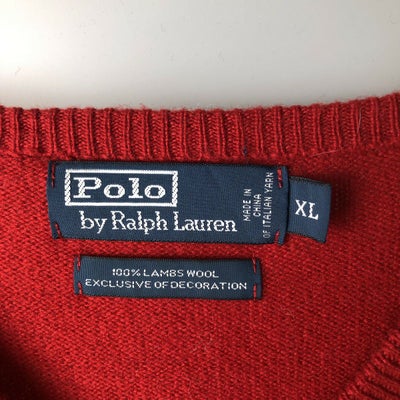 Polo
by Ralph Lauren
MADE IN
CHINA
OF ITALIAN YARN
XL
100% LAMBS WOOL
EXCLUSIVE OF DECORATION